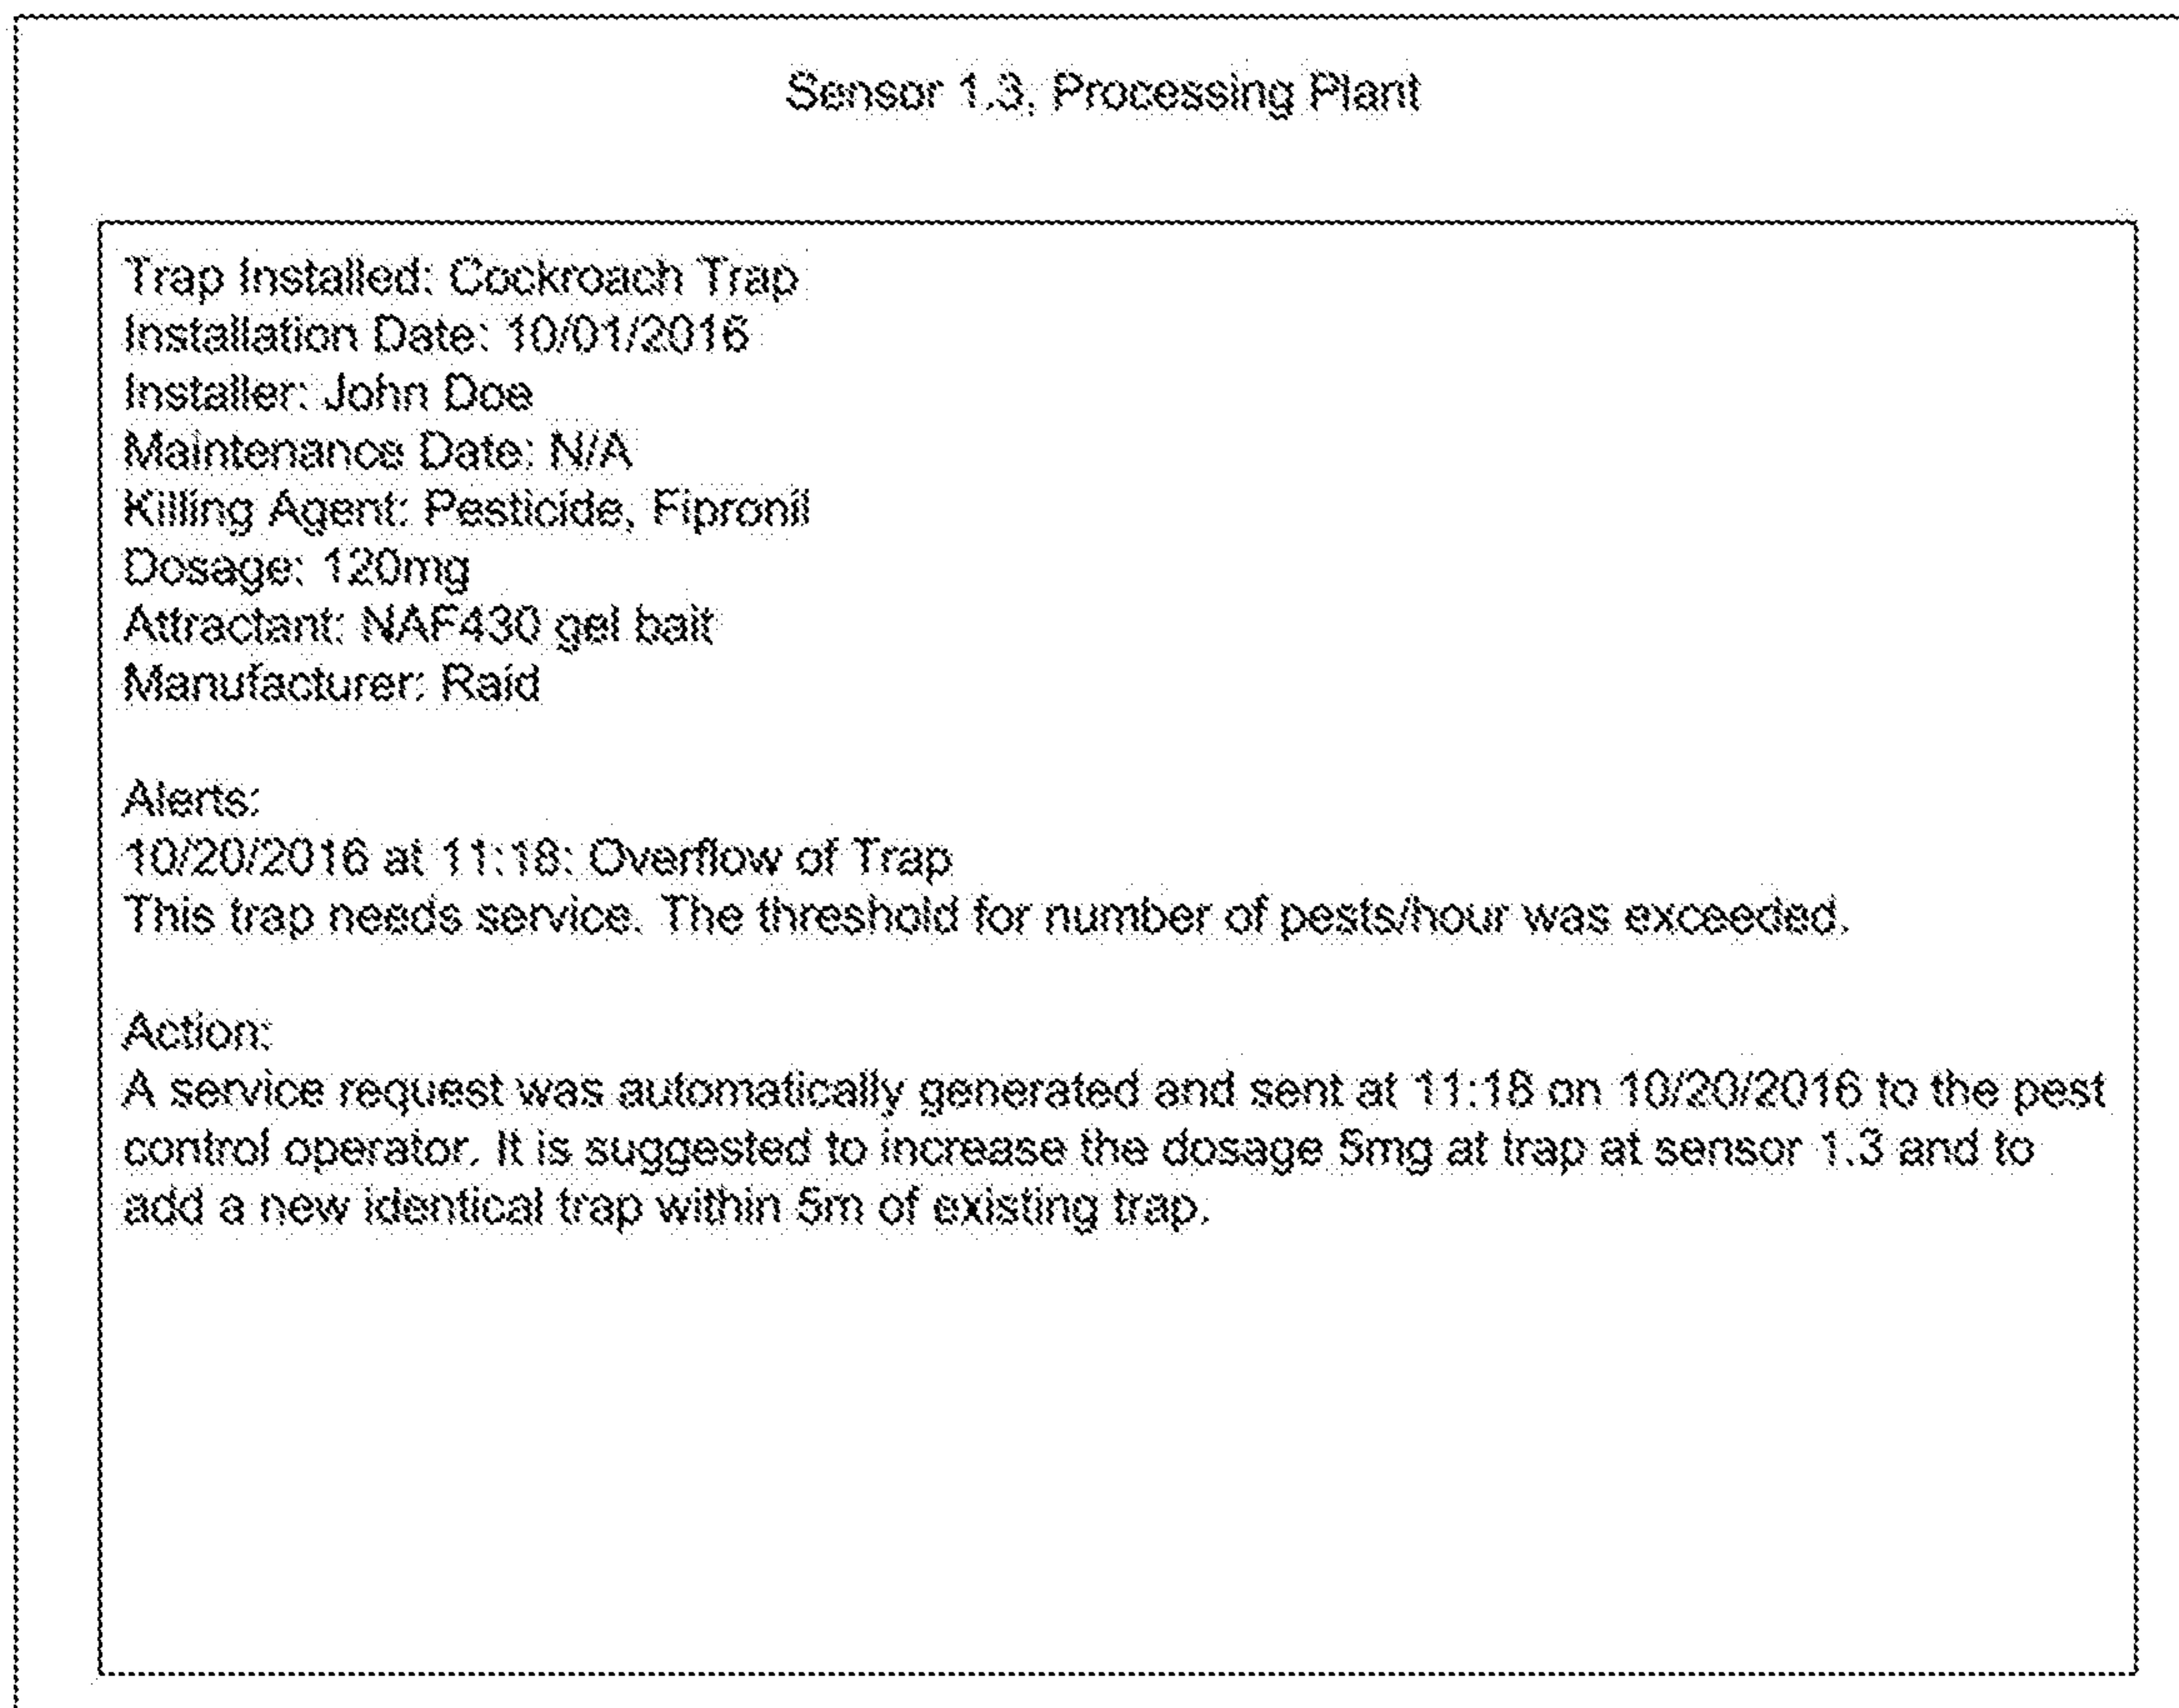 Sensor 1.3, Processing Plant
Trap Installed: Cockroach Trap
Installation Date: 10/01/2016
Installer: John Doe
Maintenance Date: N/A
Killing Agent: Pesticide, Fipronil
Dosage: 120mg
Attractant: NAF430 gel bait
Manufacturer: Raid
Alerts:
10/20/2016 at 11:18: Overflow of Trap
This trap needs service. The threshold for number of pests/hour was exceeded.
Action:
A service request was automatically generated and sent at 11:18 on 10/20/2016 to the pest
control operator. It is suggested to increase the dosage 5mg at trap at sensor 1.3 and to
add a new identical trap within 5m of existing trap.